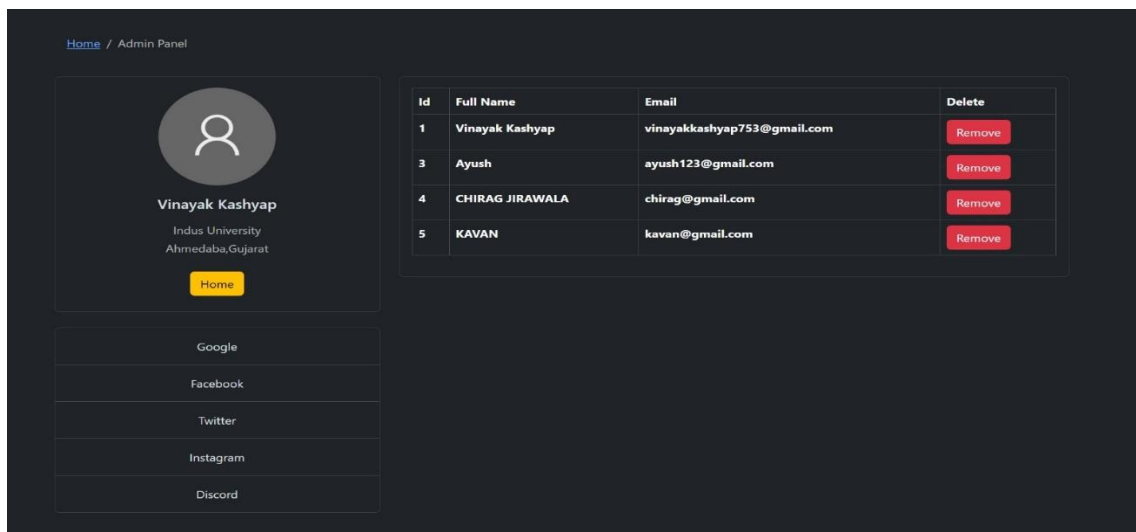 Home / Admin Panel
Vinayak Kashyap
Indus University
Ahmedaba,Gujarat
Home
Google
Facebook
Twitter
Instagram
Discord
Id Full Name Email Delete
1 Vinayak Kashyap vinayakkashyap753@gmail.com Remove
3 Ayush ayush123@gmail.com Remove
4 CHIRAG JIRAWALA chirag@gmail.com Remove
5 KAVAN kavan@gmail.com Remove